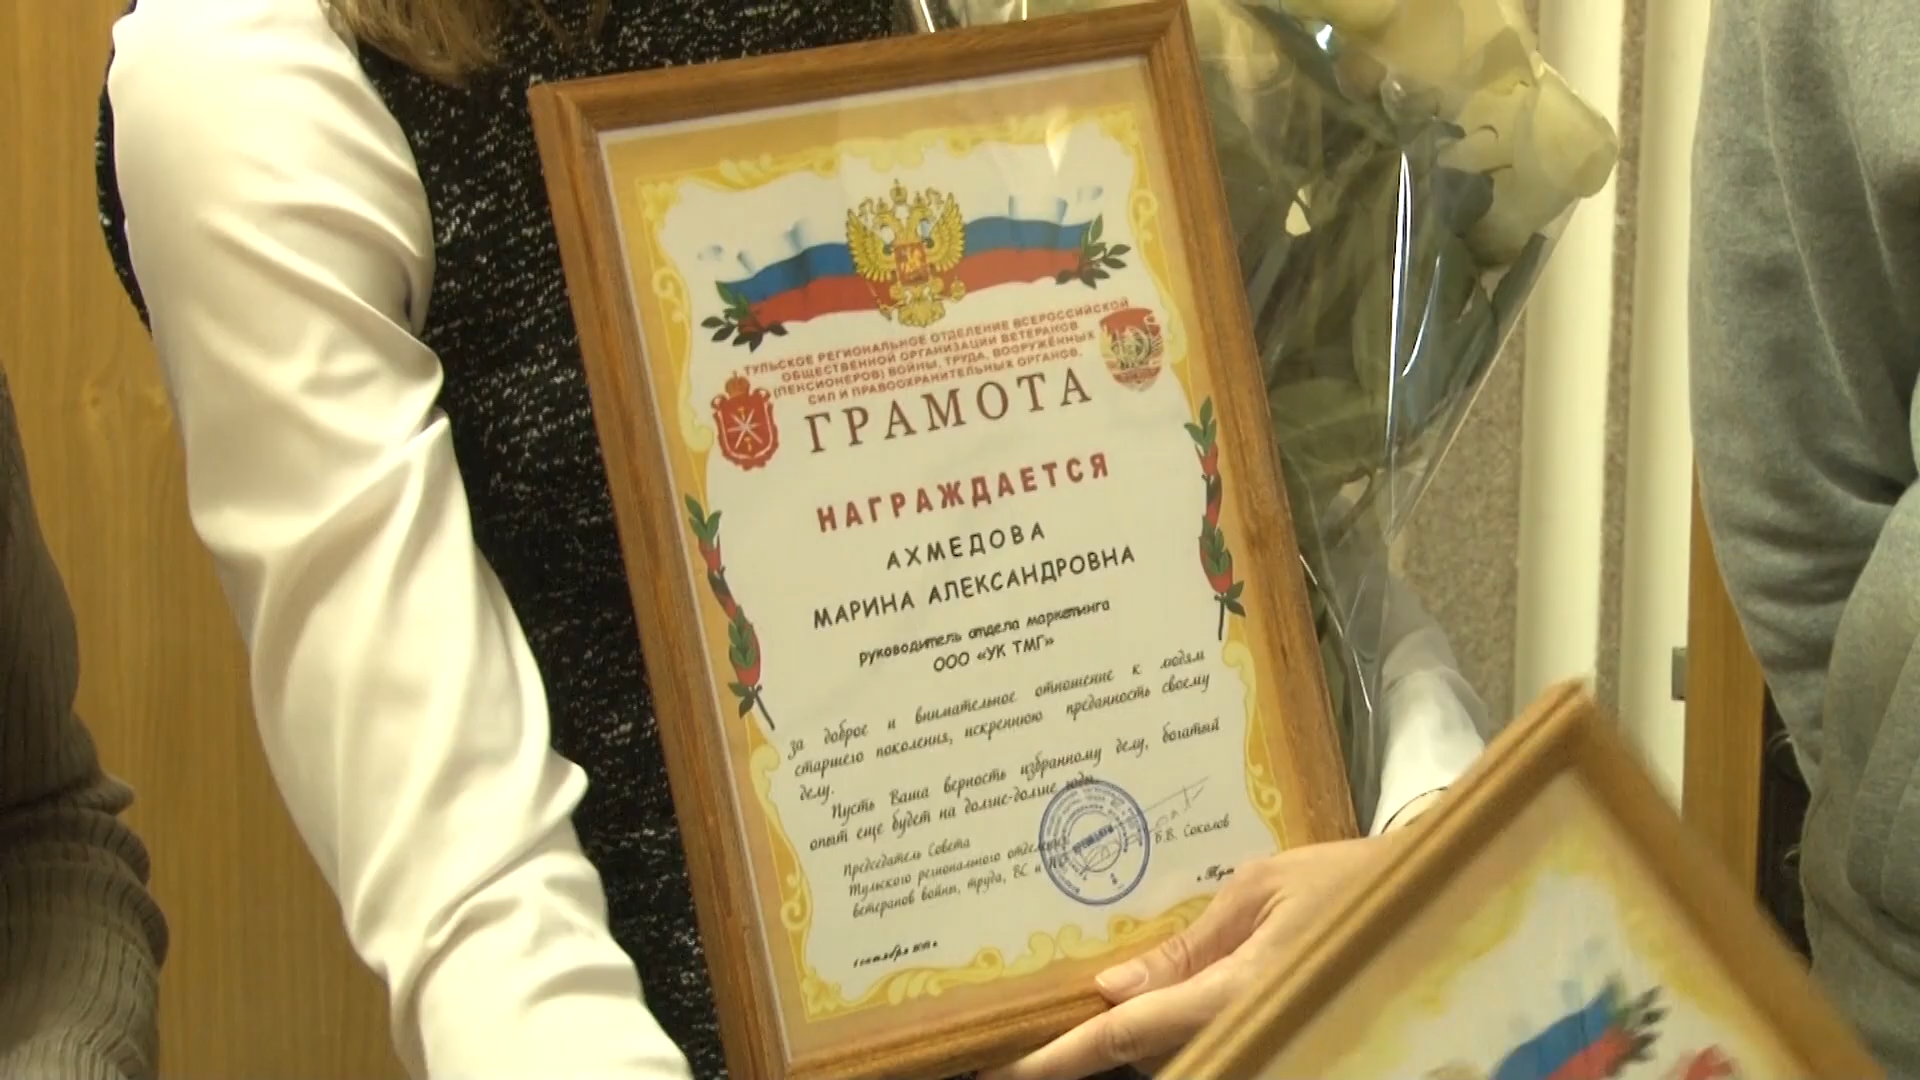 ТУЛЬСКОЕ РЕГИОНАЛЬНОЕ ОТДЕЛЕНИЕ ВСЕРОССИЙСКОЙ
ОБЩЕСТВЕННОЙ ОРГАНИЗАЦИИ ВЕТЕРАНОВ
(ПЕНСИОНЕРОВ) ВОЙНЫ, ТРУДА, ВООРУЖЁННЫХ
СИЛ И ПРАВООХРАНИТЕЛЬНЫХ ОРГАНОВ.
ГРАМОТА
НАГРАЖДАЕТСЯ
АХМЕДОВА
МАРИНА АЛЕКСАНДРОВНА
руководитель отдела маркетинга
ООО «УК ТМГ»
за доброе и внимательное отношение к людям
старшего поколения, искреннюю преданность своему
делу.
Пусть Ваша верность избранному делу, богатый
опыт еще будет на долгие-долгие годы.
Председатель Совета
Тульского регионального отделения
ветеранов войны, труда, ВС и
В.В. Соколов